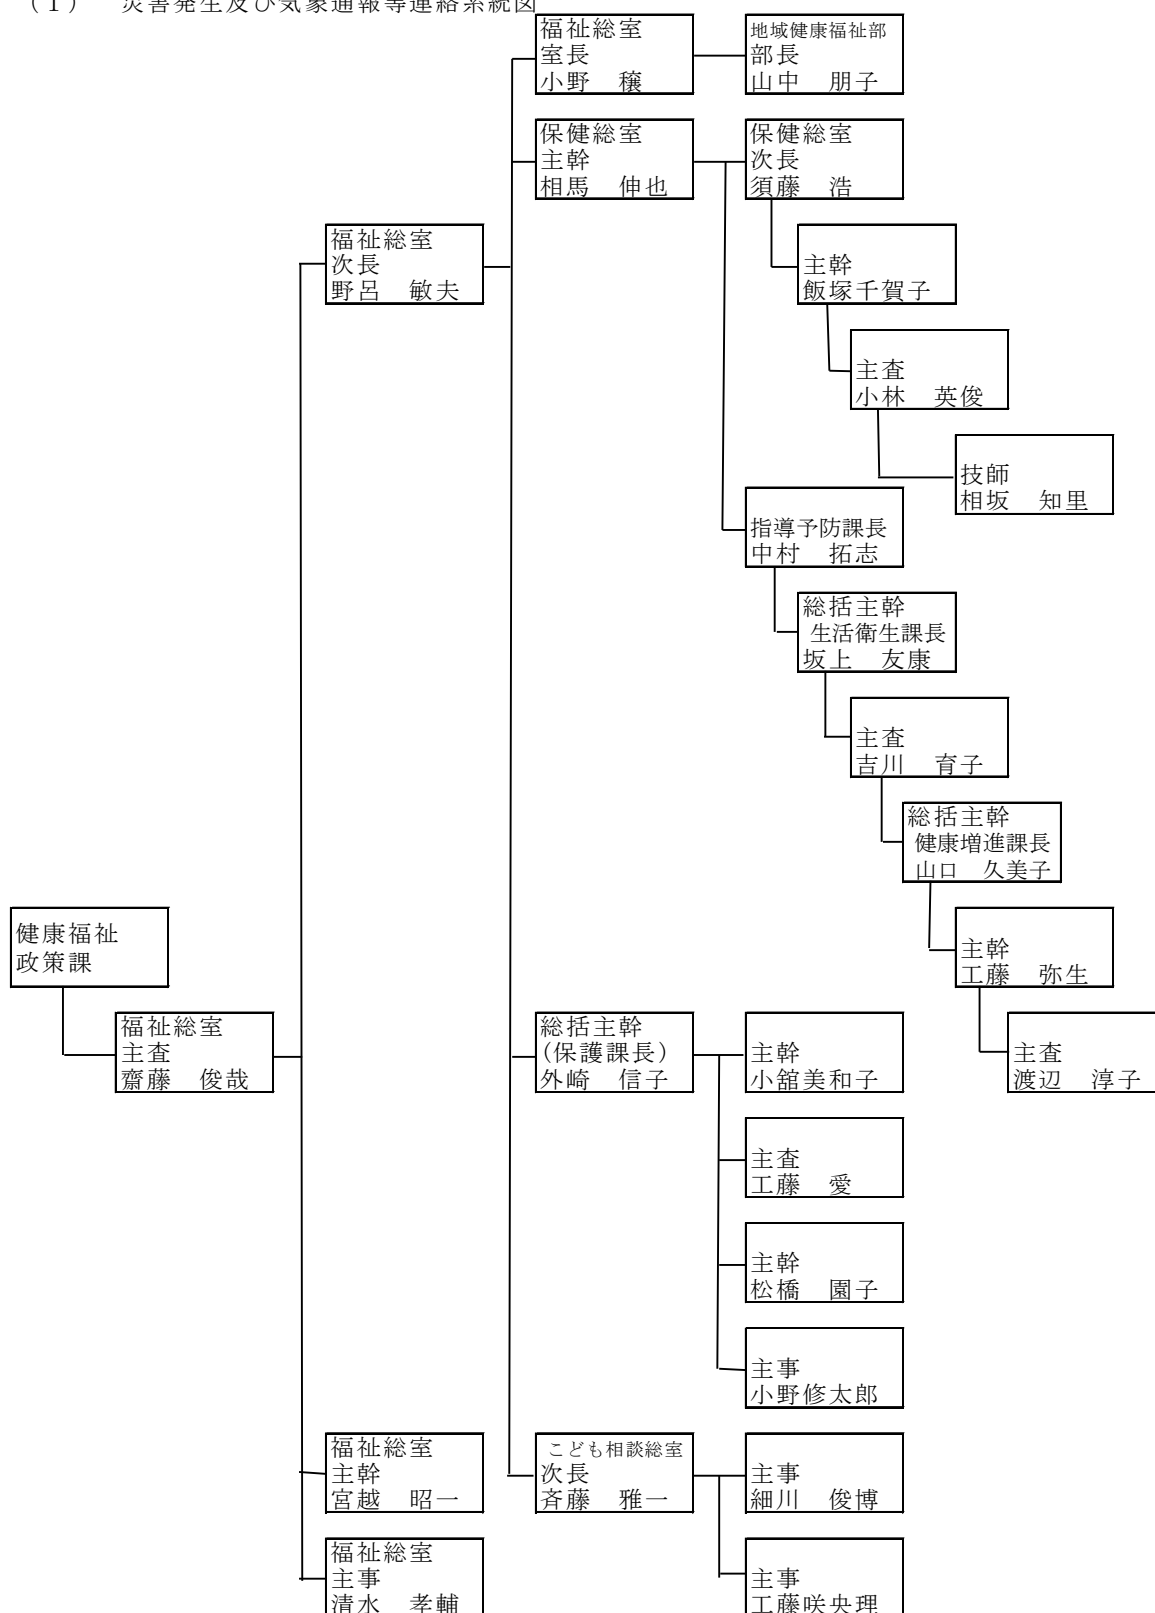 (1) 災害発生及び気象通報等連絡系統図
福祉総室
室長
小野　穣
地域健康福祉部
部長
山中　朋子
保健総室
主幹
相馬　伸也
保健総室
次長
須藤　浩
福祉総室
次長
野呂　敏夫
主幹
飯塚千賀子
主査
小林　英俊
技師
相坂　知里
指導予防課長
中村　拓志
総括主幹
生活衛生課長
坂上　友康
主査
吉川　育子
総括主幹
健康増進課長
山口　久美子
健康福祉
政策課
主幹
工藤　弥生
福祉総室
主査
齋藤　俊哉
総括主幹
(保護課長)
外崎　信子
主幹
小舘美和子
主査
渡辺　淳子
主査
工藤　愛
主幹
松橋　園子
主事
小野修太郎
福祉総室
主幹
宮越　昭一
こども相談総室
次長
斉藤　雅一
主事
細川　俊博
福祉総室
主事
清水　孝輔
主事
工藤咲央理